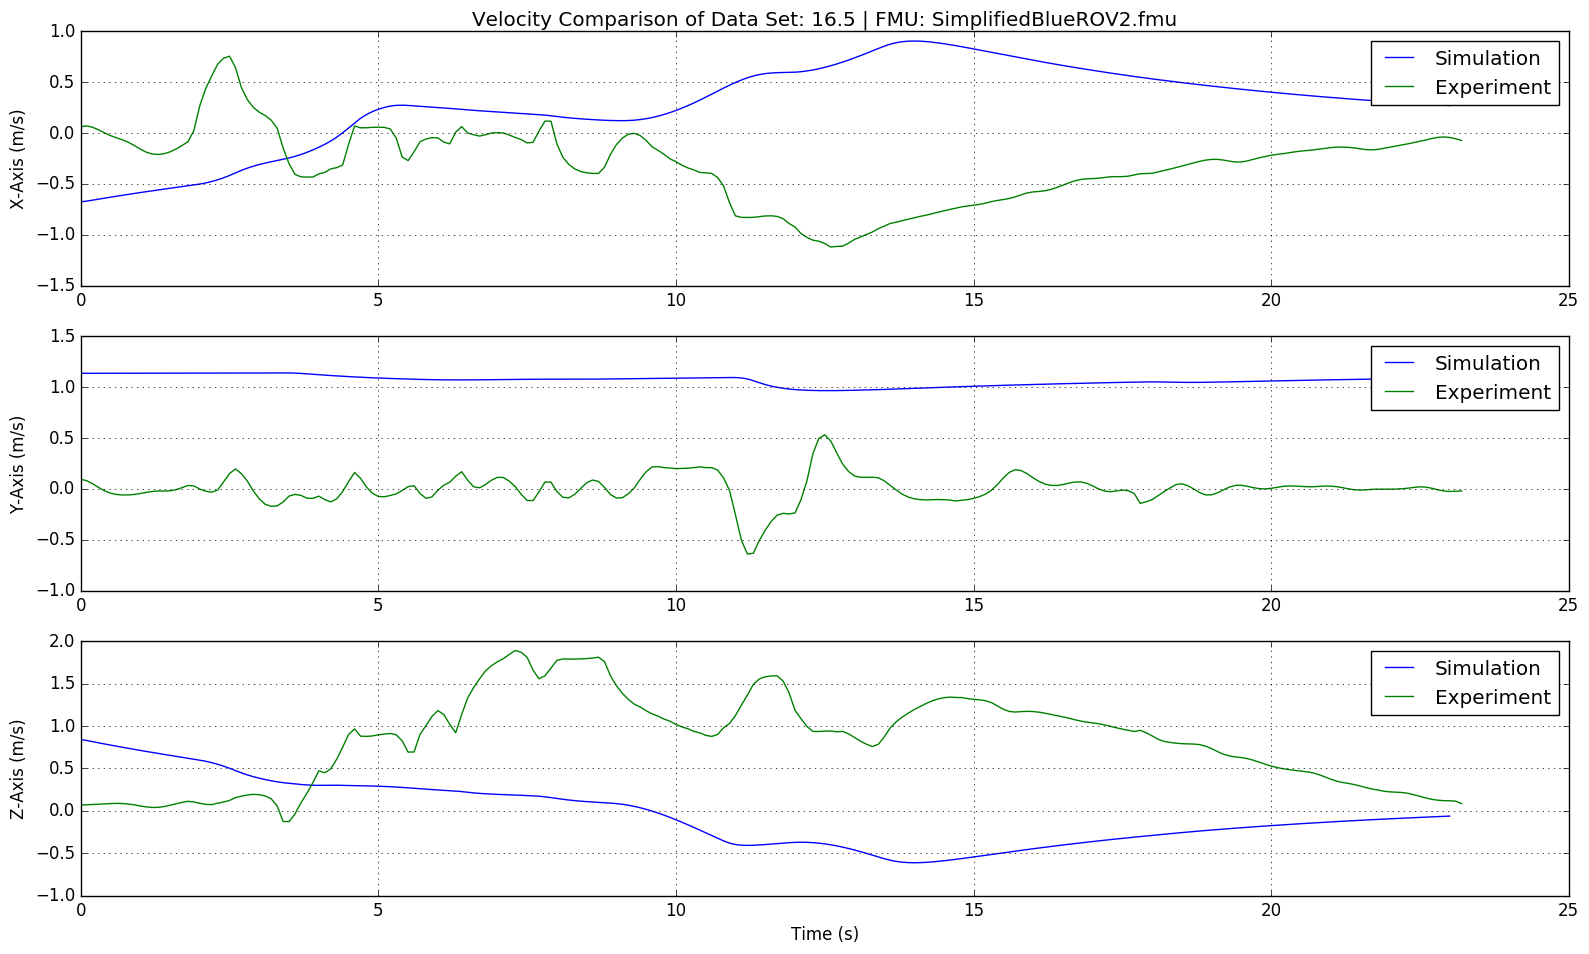 Velocity Comparison of Data Set: 16.5 | FMU: SimplifiedBlueROV2.fmu
1.0
0.5
0.0
−0.5
−1.0
−1.5
X-Axis (m/s)
Simulation
Experiment
0 5 10 15 20 25
1.5
1.0
0.5
0.0
−0.5
−1.0
Y-Axis (m/s)
Simulation
Experiment
0 5 10 15 20 25
2.0
1.5
1.0
0.5
0.0
−0.5
−1.0
Z-Axis (m/s)
Simulation
Experiment
0 5 10 15 20 25
Time (s)